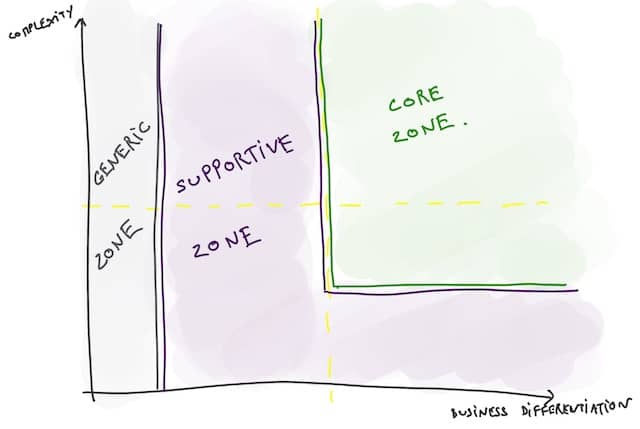 COMPLEXITY
GENERIC
ZONE
SUPPORTIVE
ZONE
CORE
ZONE.
BUSINESS DIFFERENTIATION